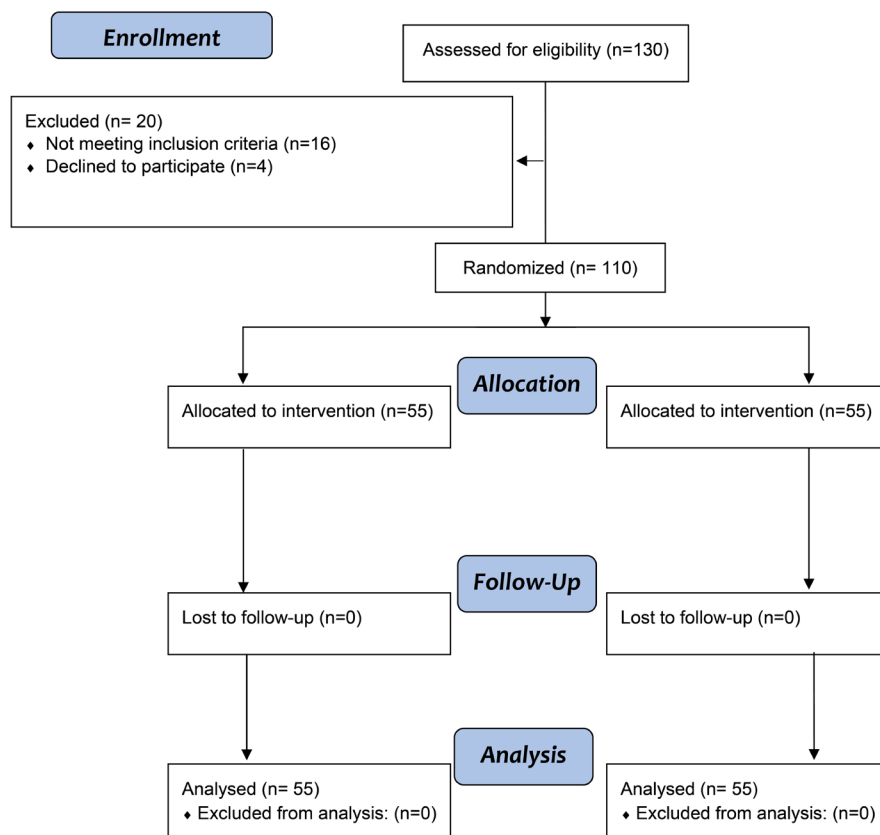 Enrollment
Assessed for eligibility (n=130)
Excluded (n= 20)
♦ Not meeting inclusion criteria (n=16)
♦ Declined to participate (n=4)
Randomized (n= 110)
Allocation
Allocated to intervention (n=55)
Allocated to intervention (n=55)
Follow-Up
Lost to follow-up (n=0)
Lost to follow-up (n=0)
Analysis
Analysed (n= 55)
♦ Excluded from analysis: (n=0)
Analysed (n= 55)
♦ Excluded from analysis: (n=0)